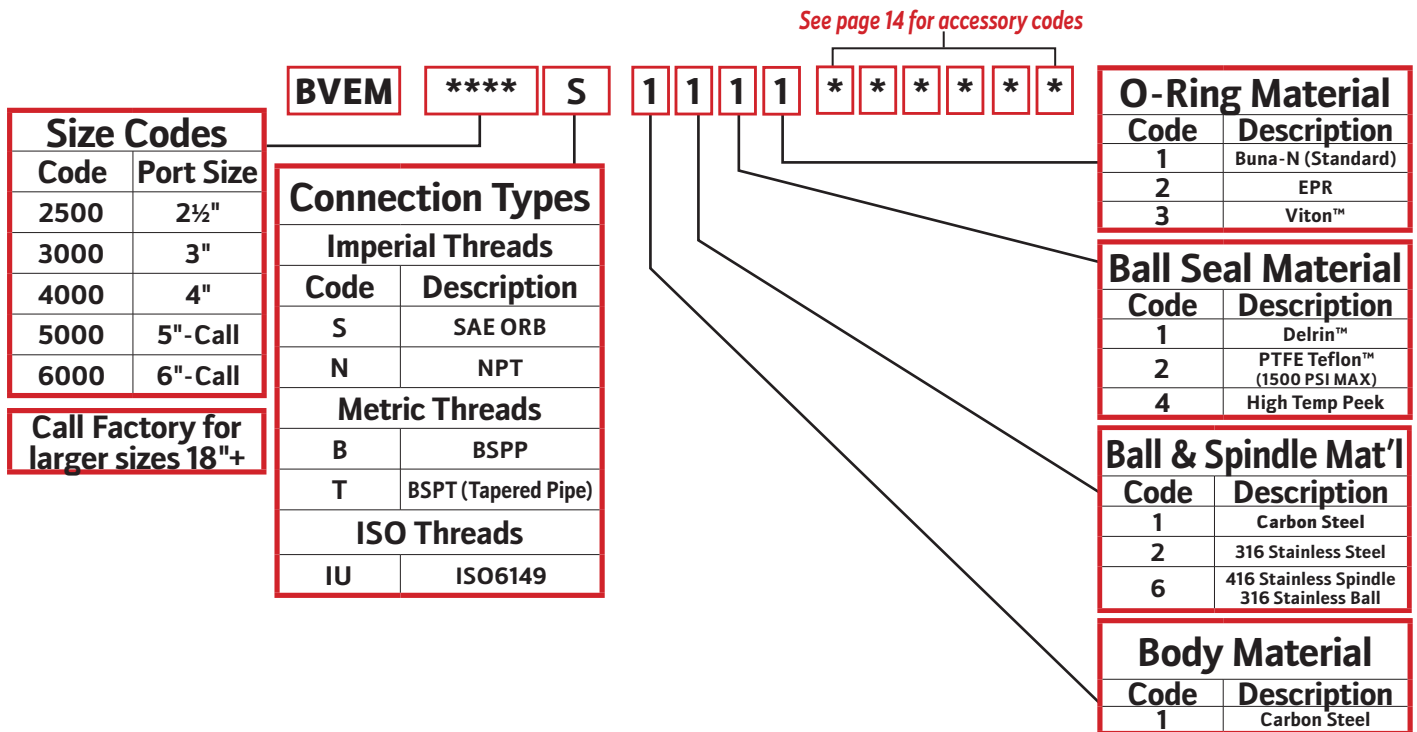 See page 14 for accessory codes
BVEM **** S 1 1 1 1 * * * * * *
Size Codes
Code Port Size
2500 2½"
3000 3"
4000 4"
5000 5"-Call
6000 6"-Call
Call Factory for
larger sizes 18"+
Connection Types
Imperial Threads
Code Description
S SAE ORB
N NPT
Metric Threads
B BSPP
T BSPT (Tapered Pipe)
ISO Threads
IU ISO6149
O-Ring Material
Code Description
1 Buna-N (Standard)
2 EPR
3 Viton™
Ball Seal Material
Code Description
1 Delrin™
2 PTFE Teflon™
(1500 PSI MAX)
4 High Temp Peek
Ball & Spindle Mat'l
Code Description
1 Carbon Steel
2 316 Stainless Steel
6 416 Stainless Spindle
316 Stainless Ball
Body Material
Code Description
1 Carbon Steel